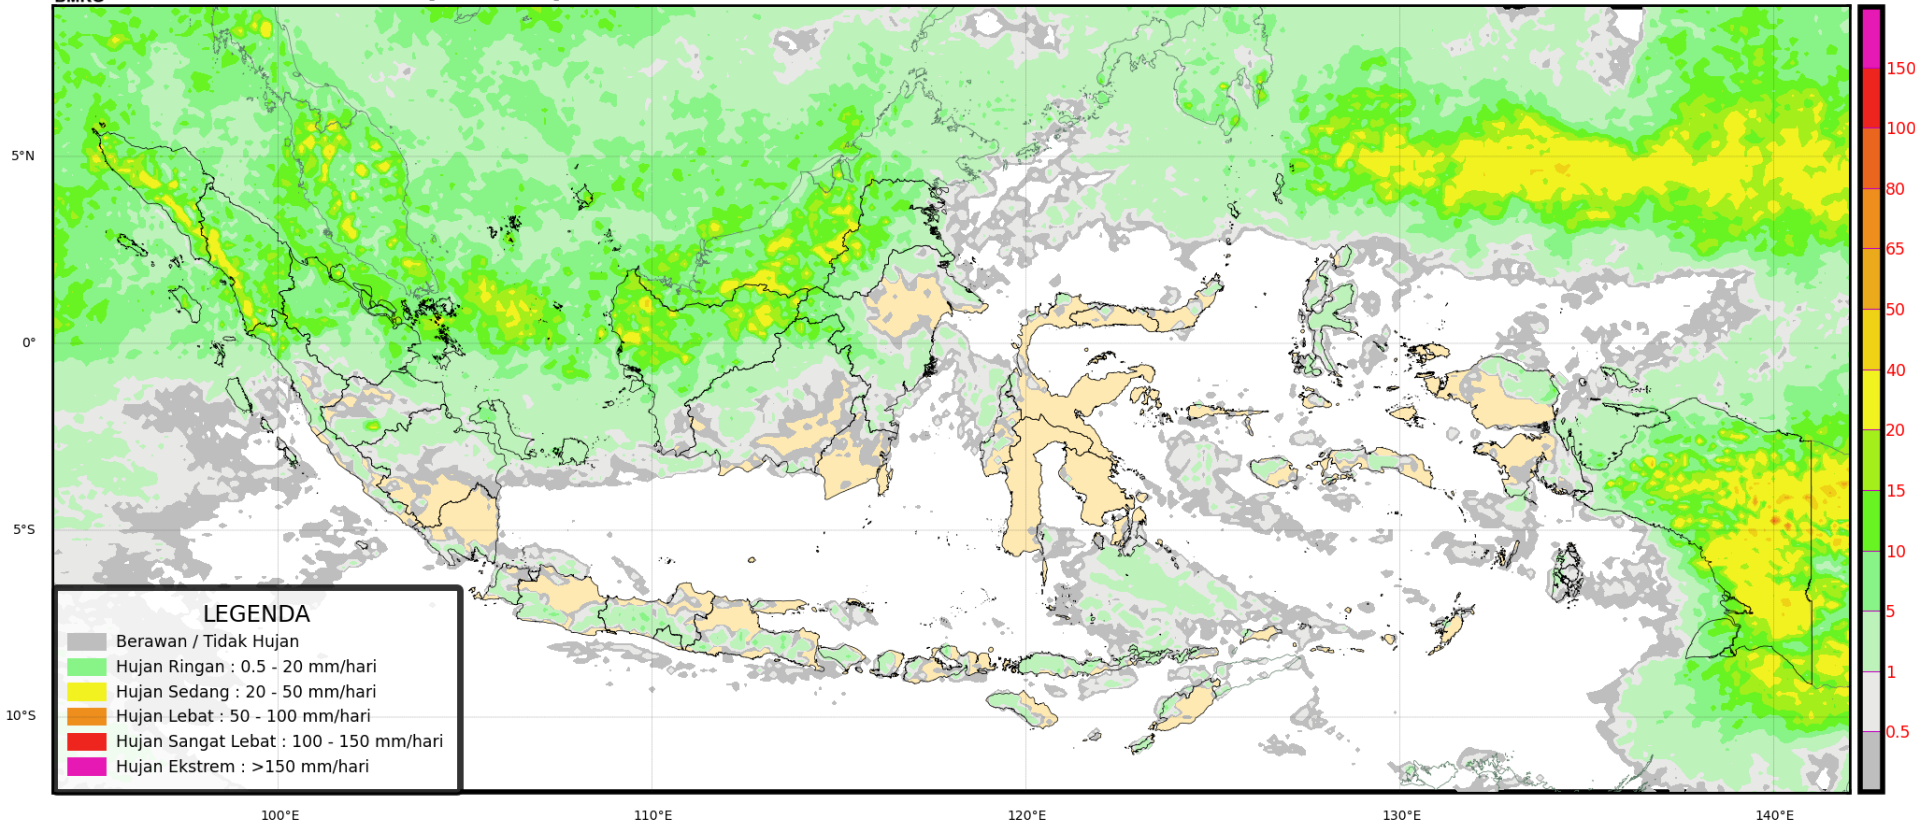 BMKG
5°N
0°
5°S
10°S
LEGENDA
Berawan / Tidak Hujan
Hujan Ringan : 0.5 - 20 mm/hari
Hujan Sedang : 20 - 50 mm/hari
Hujan Lebat : 50 - 100 mm/hari
Hujan Sangat Lebat : 100 - 150 mm/hari
Hujan Ekstrem : >150 mm/hari
100°E
110°E
120°E
130°E
140°E
150
100
80
65
50
40
20
15
10
5
1
0.5